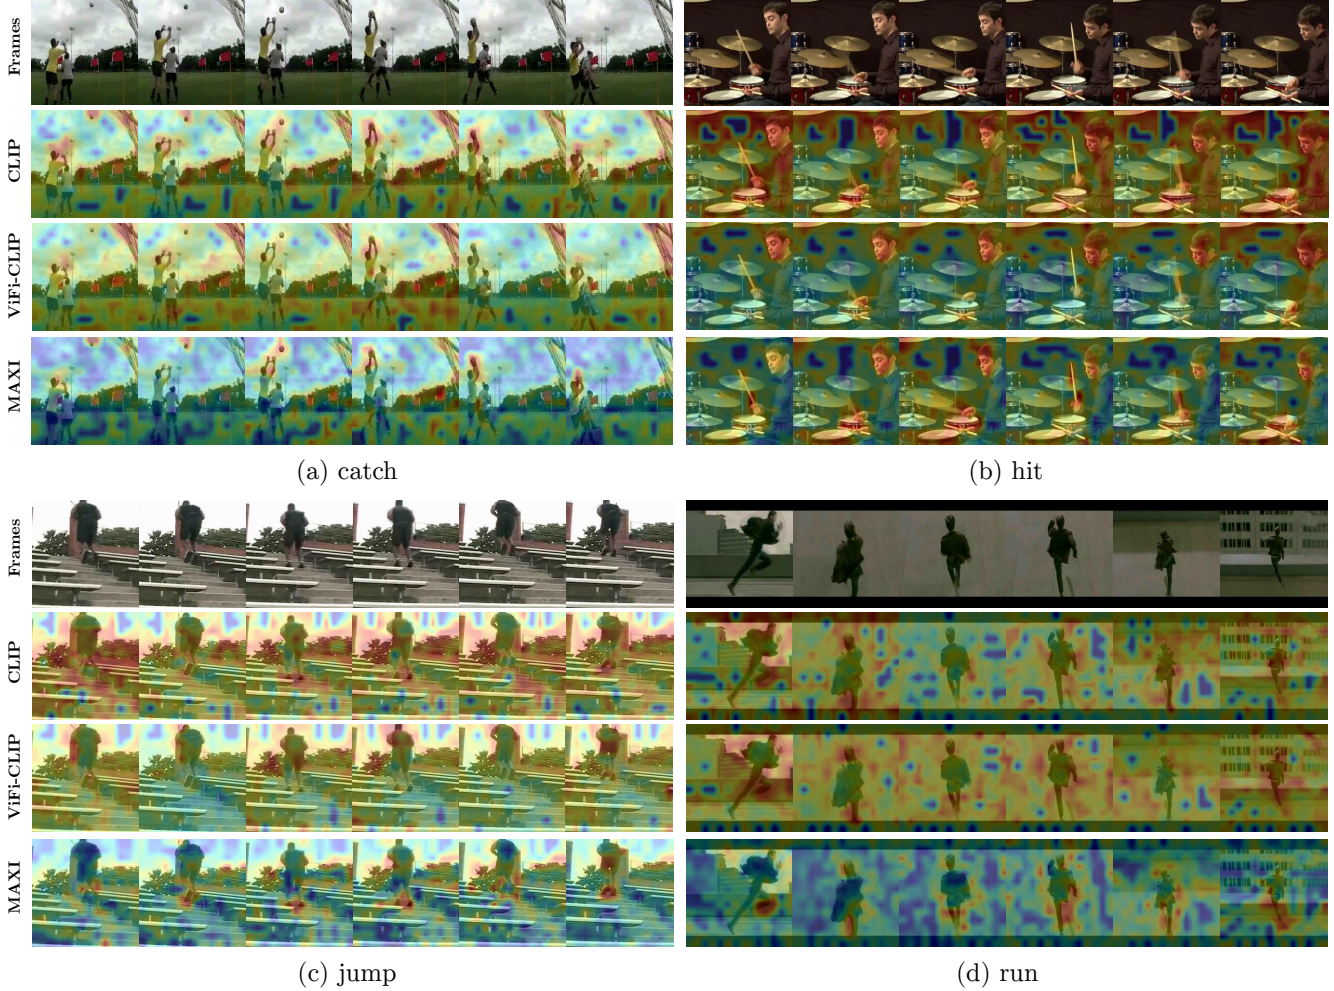 Frames
CLIP
ViFi-CLIP
MAXI
(a) catch
(b) hit
Frames
CLIP
ViFi-CLIP
MAXI
(c) jump
(d) run